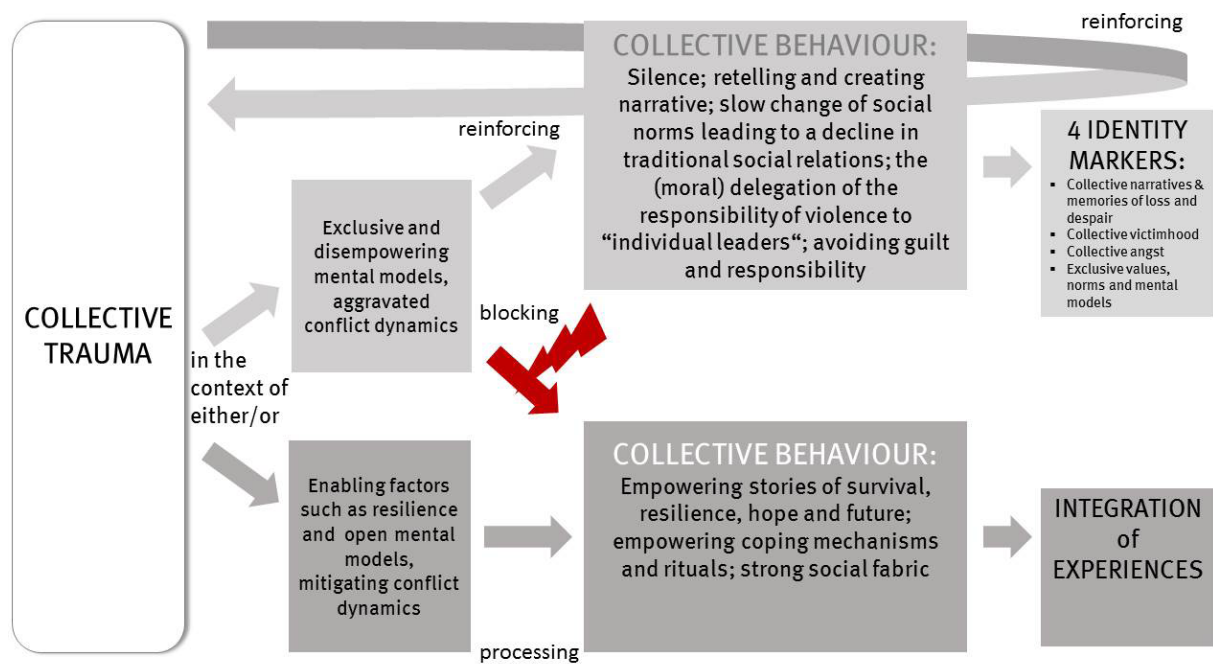 reinforcing
COLLECTIVE
TRAUMA
in the
context of
either/or
Exclusive and
disempowering
mental models,
aggravated
conflict dynamics
reinforcing
COLLECTIVE BEHAVIOUR:
Silence; retelling and creating
narrative; slow change of social
norms leading to a decline in
traditional social relations; the
(moral) delegation of the
responsibility of violence to
“individual leaders“; avoiding guilt
and responsibility
4 IDENTITY
MARKERS:
▪ Collective narratives &
memories of loss and
despair
▪ Collective victimhood
▪ Collective angst
▪ Exclusive values,
norms and mental
models
blocking
Enabling factors
such as resilience
and open mental
models,
mitigating conflict
dynamics
processing
COLLECTIVE BEHAVIOUR:
Empowering stories of survival,
resilience, hope and future;
empowering coping mechanisms
and rituals; strong social fabric
INTEGRATION
of
EXPERIENCES